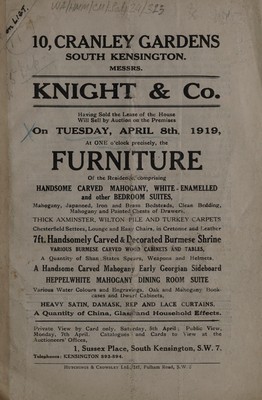 in LIST.
10, CRANLEY GARDENS
SOUTH KENSINGTON.
MESSRS.
KNIGHT & Co.
Having Sold the Lease of the House
Will Sell by Auction on the Premises
On TUESDAY, APRIL 8th, 1919,
At ONE o'clock precisely, the
FURNITURE
Of the Residence, comprising
HANDSOME CARVED MAHOGANY, WHITE-ENAMELLED
and other BEDROOM SUITES,
Mahogany, Japanned, Iron and Brass Bedsteads, Clean Bedding,
Mahogany and Painted Chests of Drawers,
THICK AXMINSTER, WILTON PILE AND TURKEY CARPETS
Chesterfield Settees, Lounge and Easy Chairs, in Cretonne and Leather
7ft. Handsomely Carved & Decorated Burmese Shrine
VARIOUS BURMESE CARVED WOOD CABINETS AND TABLES,
A Quantity of Shan States Spears, Weapons and Helmets.
A Handsome Carved Mahogany Early Georgian Sideboard
HEPPELWHITE MAHOGANY DINING ROOM SUITE
Various Water Colours and Engravings, Oak and Mahogany Book-
cases and Dwarf Cabinets,
HEAVY SATIN, DAMASK, REP AND LACE CURTAINS.
A Quantity of China, Glass and Household Effects.
Private View by Card only, Saturday, 5th April; Public View,
Monday, 7th April. Catalogues and Cards to View at the
Auctioneers' Offices,
1, Sussex Place, South Kensington, S.W. 7.
Telephone: KENSINGTON
Fulham Road, S.W.